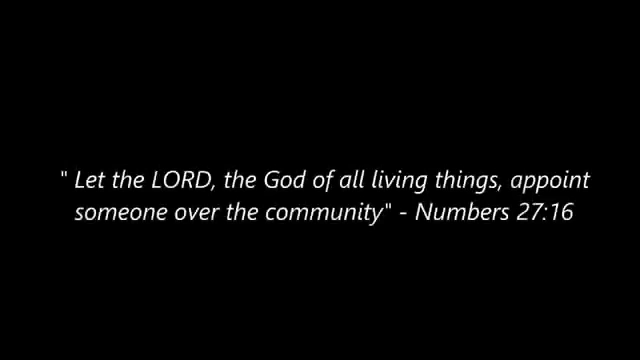 " Let the LORD, the God of all living things, appoint
someone over the community" - Numbers 27:16